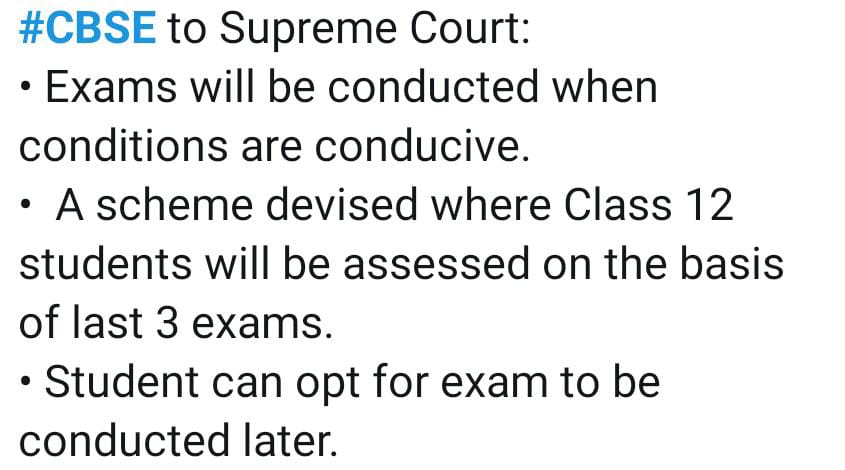 #CBSE to Supreme Court:
• Exams will be conducted when
conditions are conducive.
• A scheme devised where Class 12
students will be assessed on the basis
of last 3 exams.
• Student can opt for exam to be
conducted later.